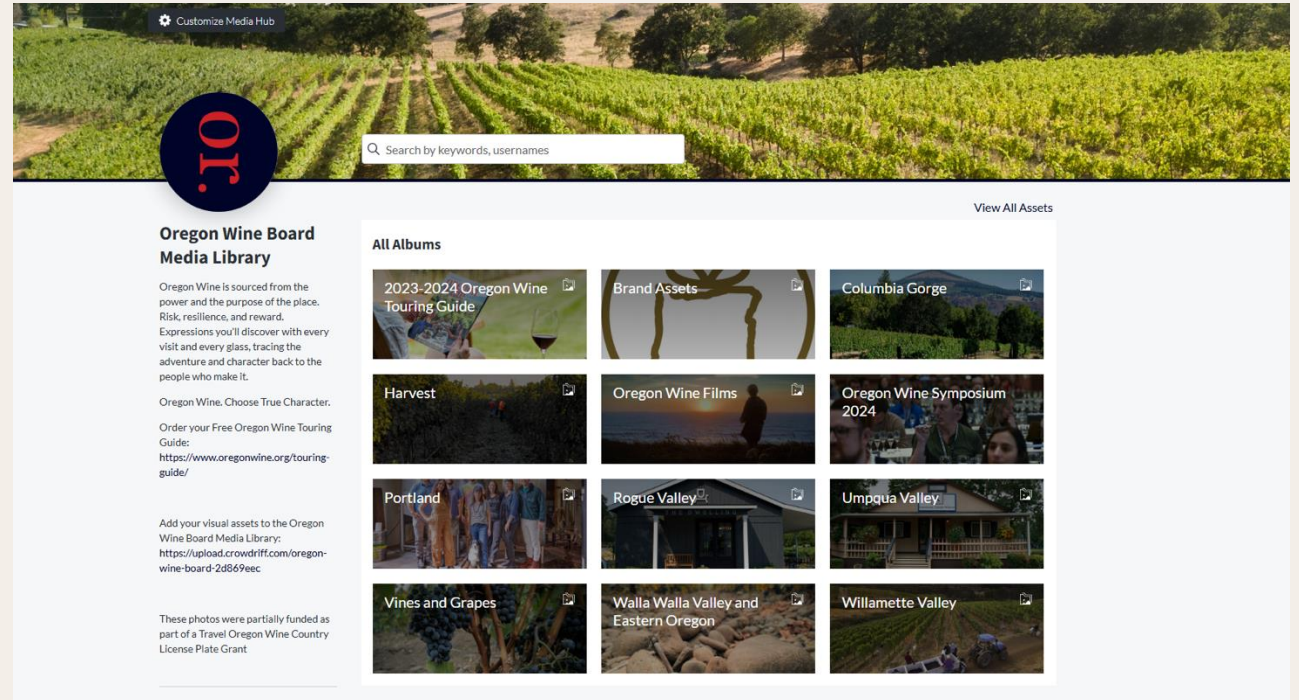 Customize Media Hub
or.
Search by keywords, usernames
View All Assets
Oregon Wine Board
Media Library
Oregon Wine is sourced from the
power and the purpose of the place.
Risk, resilience, and reward.
Expressions you'll discover with every
visit and every glass, tracing the
adventure and character back to the
people who make it.
Oregon Wine. Choose True Character.
Order your Free Oregon Wine Touring
Guide:
https://www.oregonwine.org/touring-
guide/
Add your visual assets to the Oregon
Wine Board Media Library:
https://upload.crowdriff.com/oregon-
wine-board-2d869eec
These photos were partially funded as
part of a Travel Oregon Wine Country
License Plate Grant
All Albums
2023-2024 Oregon Wine
Touring Guide
Brand Assets
Columbia Gorge
Harvest
Oregon Wine Films
Oregon Wine Symposium
2024
Portland
Rogue Valley
Umpqua Valley
Vines and Grapes
Walla Walla Valley and
Eastern Oregon
Willamette Valley